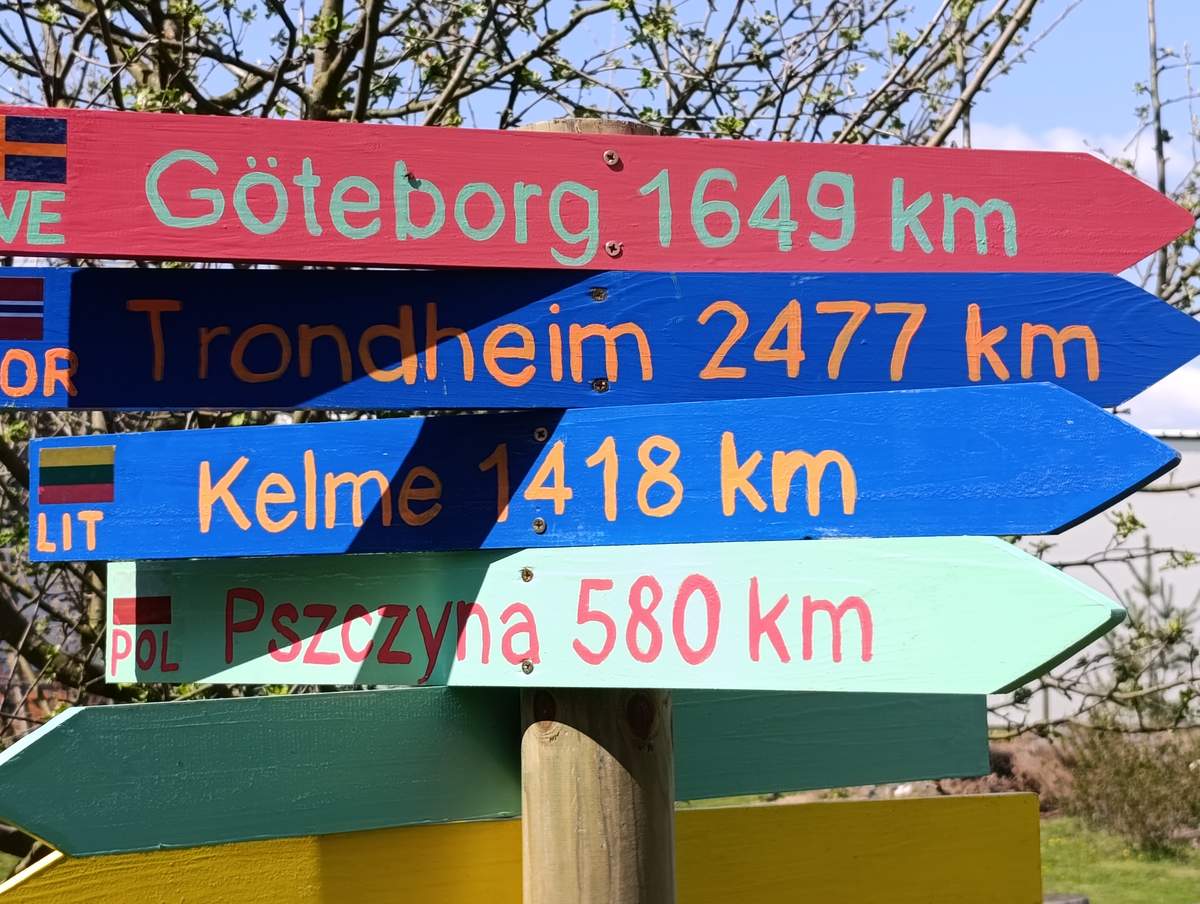 Göteborg 1649 km
VE
Trondheim 2477 km
OR
Kelme 1418 km
LIT
Pszczyna 580 km
POL